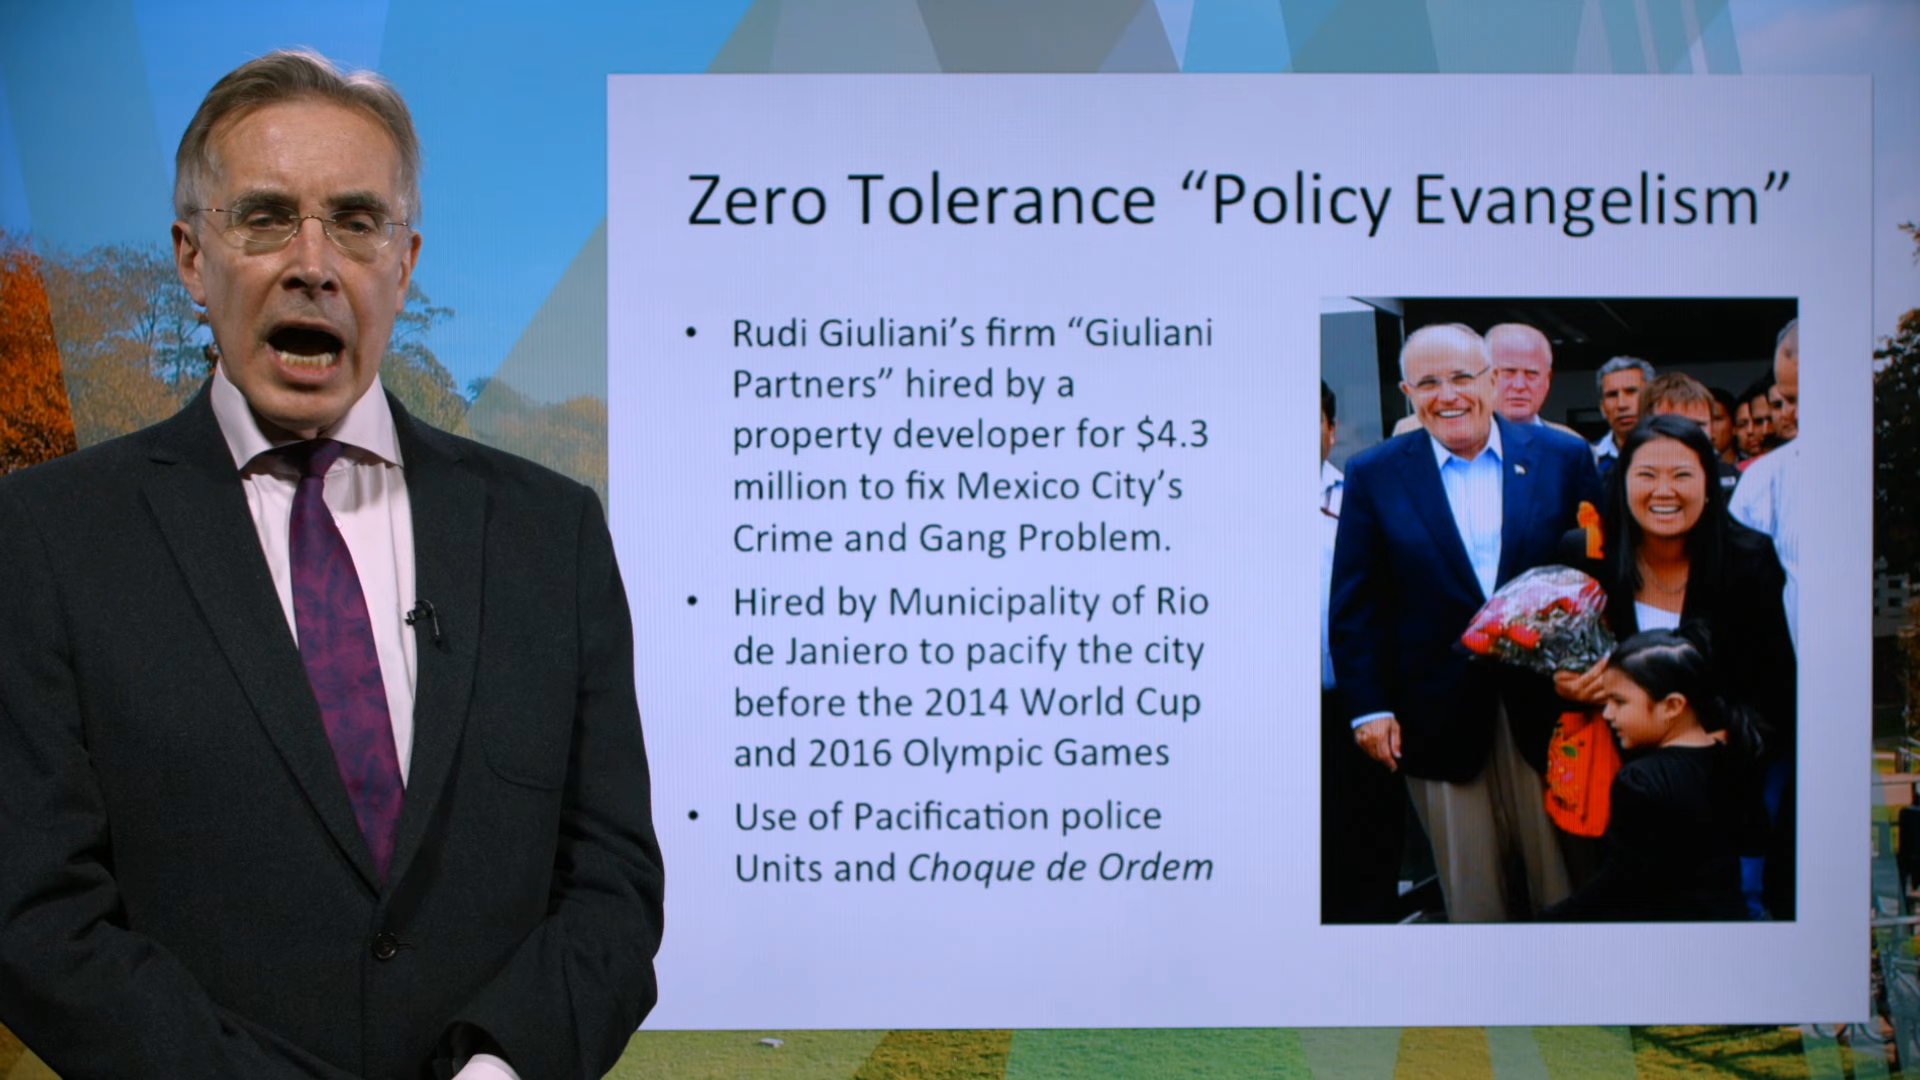 Zero Tolerance “Policy Evangelism”
• Rudi Giuliani’s firm “Giuliani
Partners” hired by a
property developer for $4.3
million to fix Mexico City’s
Crime and Gang Problem.
• Hired by Municipality of Rio
de Janiero to pacify the city
before the 2014 World Cup
and 2016 Olympic Games
• Use of Pacification police
Units and Choque de Ordem